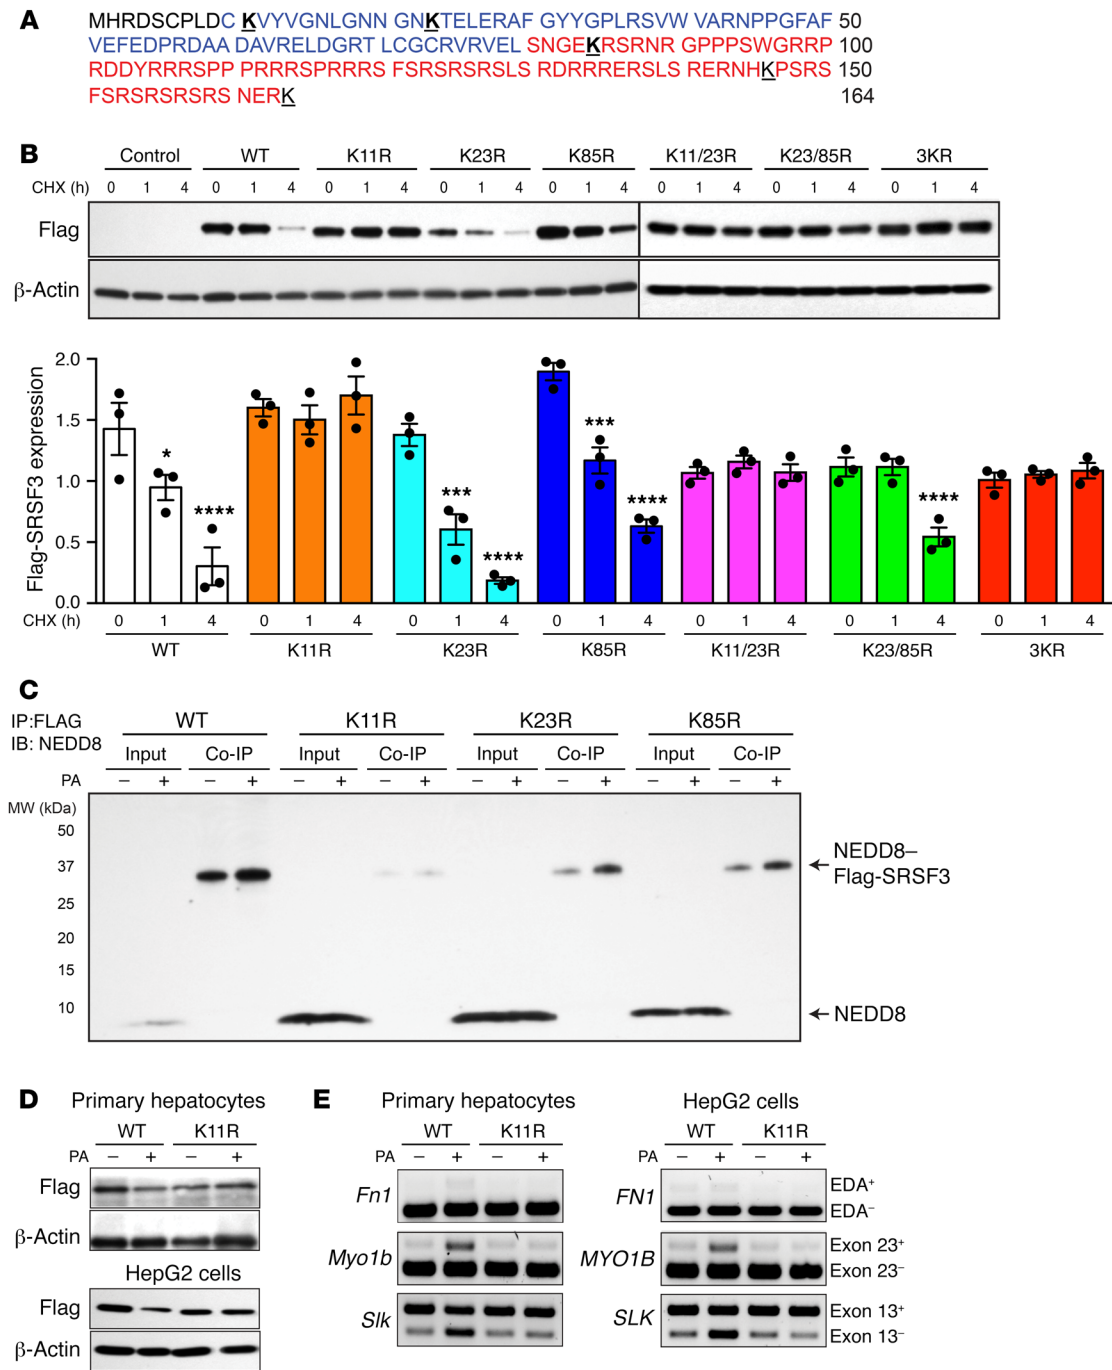 A
MHRDSCPLDC KVYVGNLGNN GNKTELERAF GYYGPLRSVW VARNPPGFAF 50
VEFEDPRDAA DAVRELDGRT LCGCRVRVEL SNGEKRSRNR GPPPSWGRRP 100
RDDYRRRSPP PRRRSPRRRS FSRSRSRSLS RDRRRERSLS RERNHKPSRS 150
FSRSRSRSRS NERK 164
B
Control WT K11R K23R K85R K11/23R K23/85R 3KR
CHX (h) 0 1 4 0 1 4 0 1 4 0 1 4 0 1 4 0 1 4 0 1 4 0 1 4
Flag
β-Actin
Flag-SRSF3 expression
2.0
1.5
1.0
0.5
0.0
* **** *** **** *** **** ****
CHX (h) 0 1 4 0 1 4 0 1 4 0 1 4 0 1 4 0 1 4 0 1 4
WT K11R K23R K85R K11/23R K23/85R 3KR
C
IP:FLAG
IB: NEDD8
WT K11R K23R K85R
Input Co-IP Input Co-IP Input Co-IP Input Co-IP
PA – + – + – + – + – + – + – + – +
MW (kDa)
50
37
25
20
15
10
NEDD8–
Flag-SRSF3
NEDD8
D
Primary hepatocytes
WT K11R
PA – + – +
Flag
β-Actin
HepG2 cells
Flag
β-Actin
E
Primary hepatocytes
WT K11R
PA – + – +
Fn1
Myo1b
Slk
HepG2 cells
WT K11R
PA – + – +
FN1 EDA⁺
EDA⁻
MYO1B Exon 23⁺
Exon 23⁻
SLK Exon 13⁺
Exon 13⁻